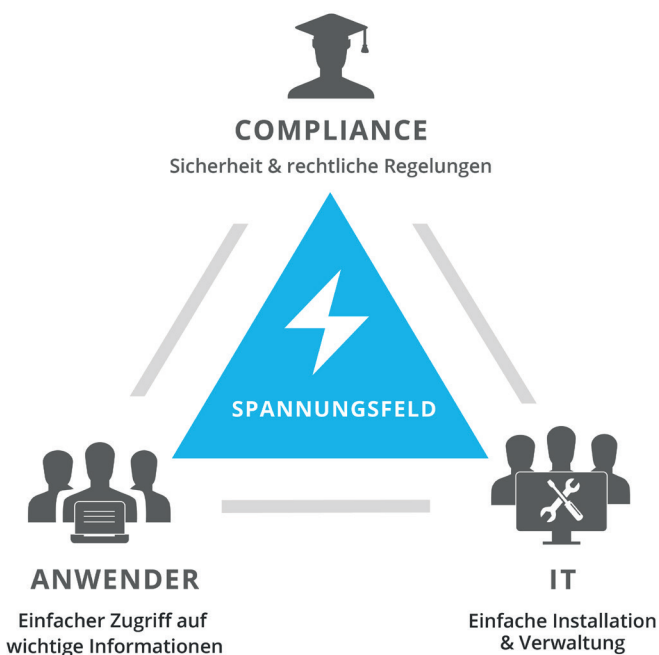 COMPLIANCE
Sicherheit & rechtliche Regelungen
SPANNUNGSFELD
ANWENDER
Einfacher Zugriff auf
wichtige Informationen
IT
Einfache Installation
& Verwaltung